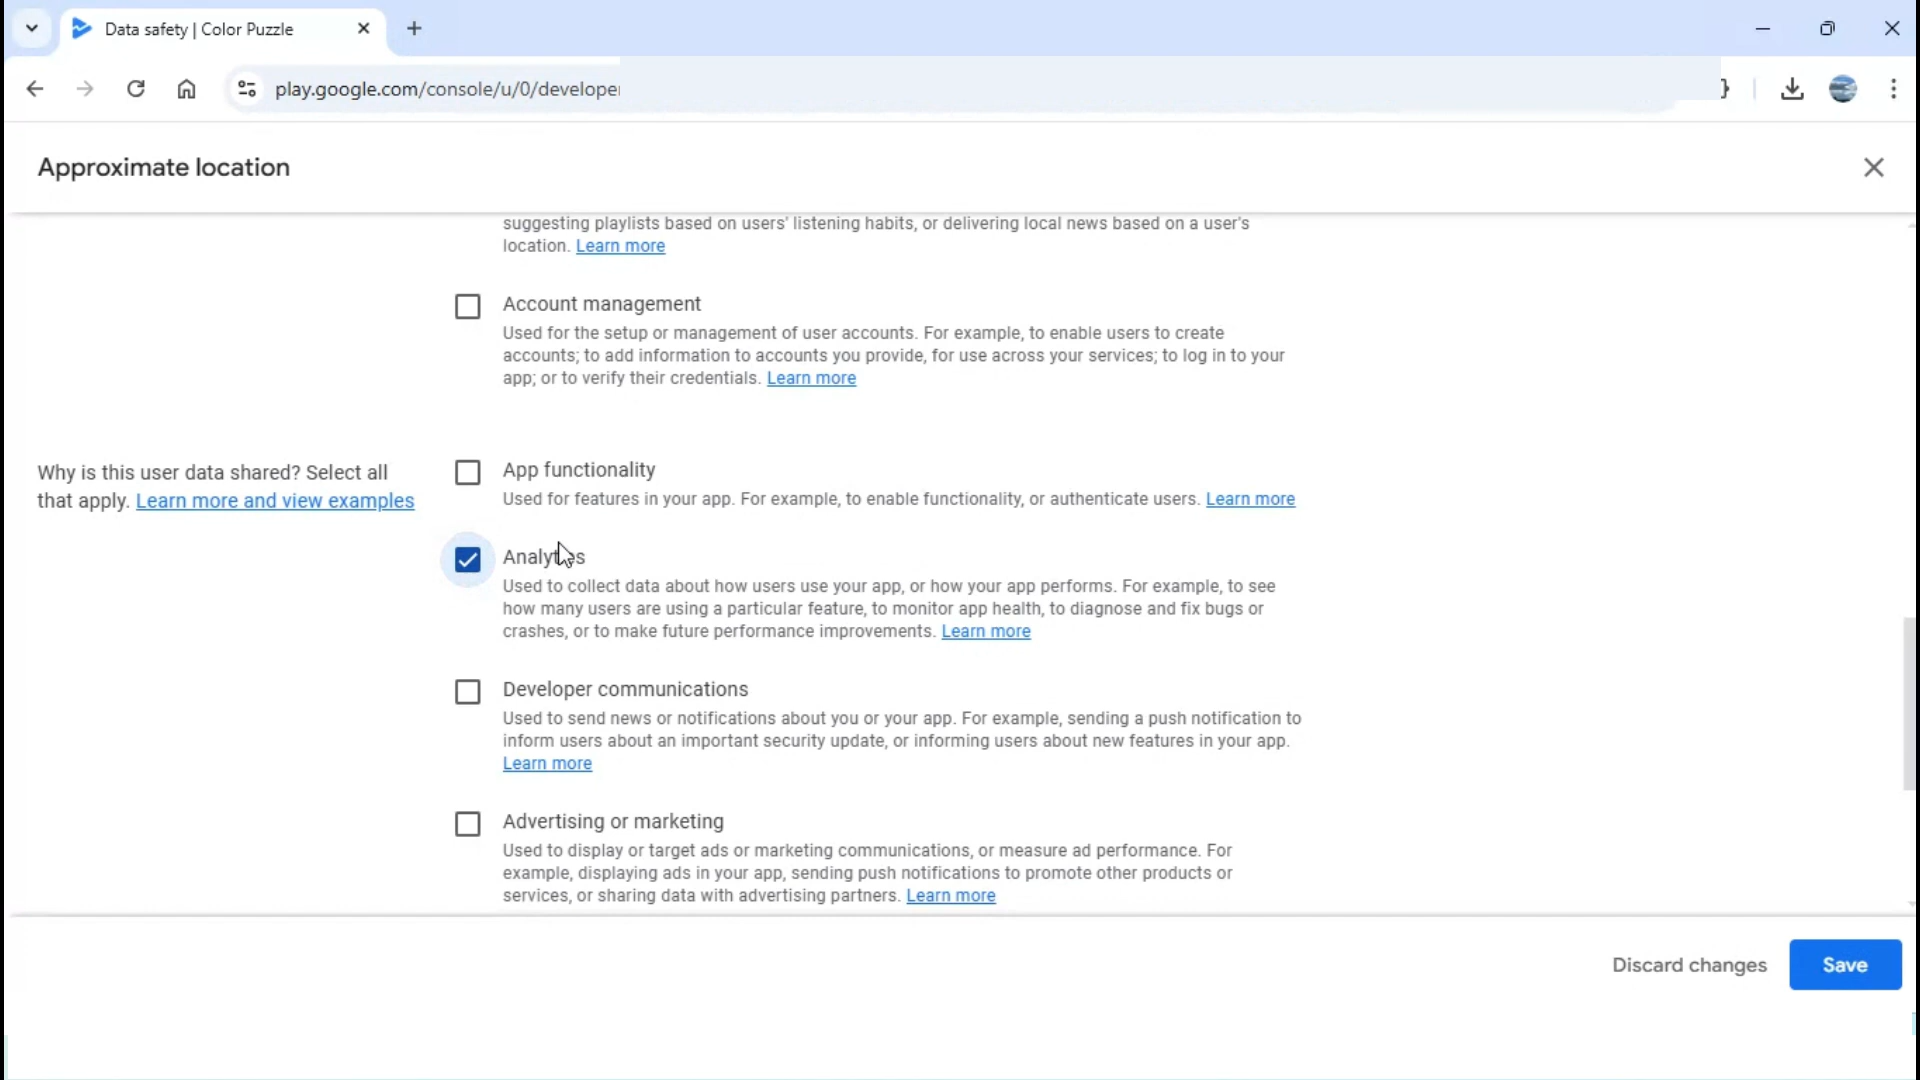 Data safety | Color Puzzle
play.google.com/console/u/0/develope
Approximate location
suggesting playlists based on users' listening habits, or delivering local news based on a user's
location. Learn more
Account management
Used for the setup or management of user accounts. For example, to enable users to create
accounts; to add information to accounts you provide, for use across your services; to log in to your
app; or to verify their credentials. Learn more
Why is this user data shared? Select all
that apply. Learn more and view examples
App functionality
Used for features in your app. For example, to enable functionality, or authenticate users. Learn more
Analytics
Used to collect data about how users use your app, or how your app performs. For example, to see
how many users are using a particular feature, to monitor app health, to diagnose and fix bugs or
crashes, or to make future performance improvements. Learn more
Developer communications
Used to send news or notifications about you or your app. For example, sending a push notification to
inform users about an important security update, or informing users about new features in your app.
Learn more
Advertising or marketing
Used to display or target ads or marketing communications, or measure ad performance. For
example, displaying ads in your app, sending push notifications to promote other products or
services, or sharing data with advertising partners. Learn more
Discard changes
Save